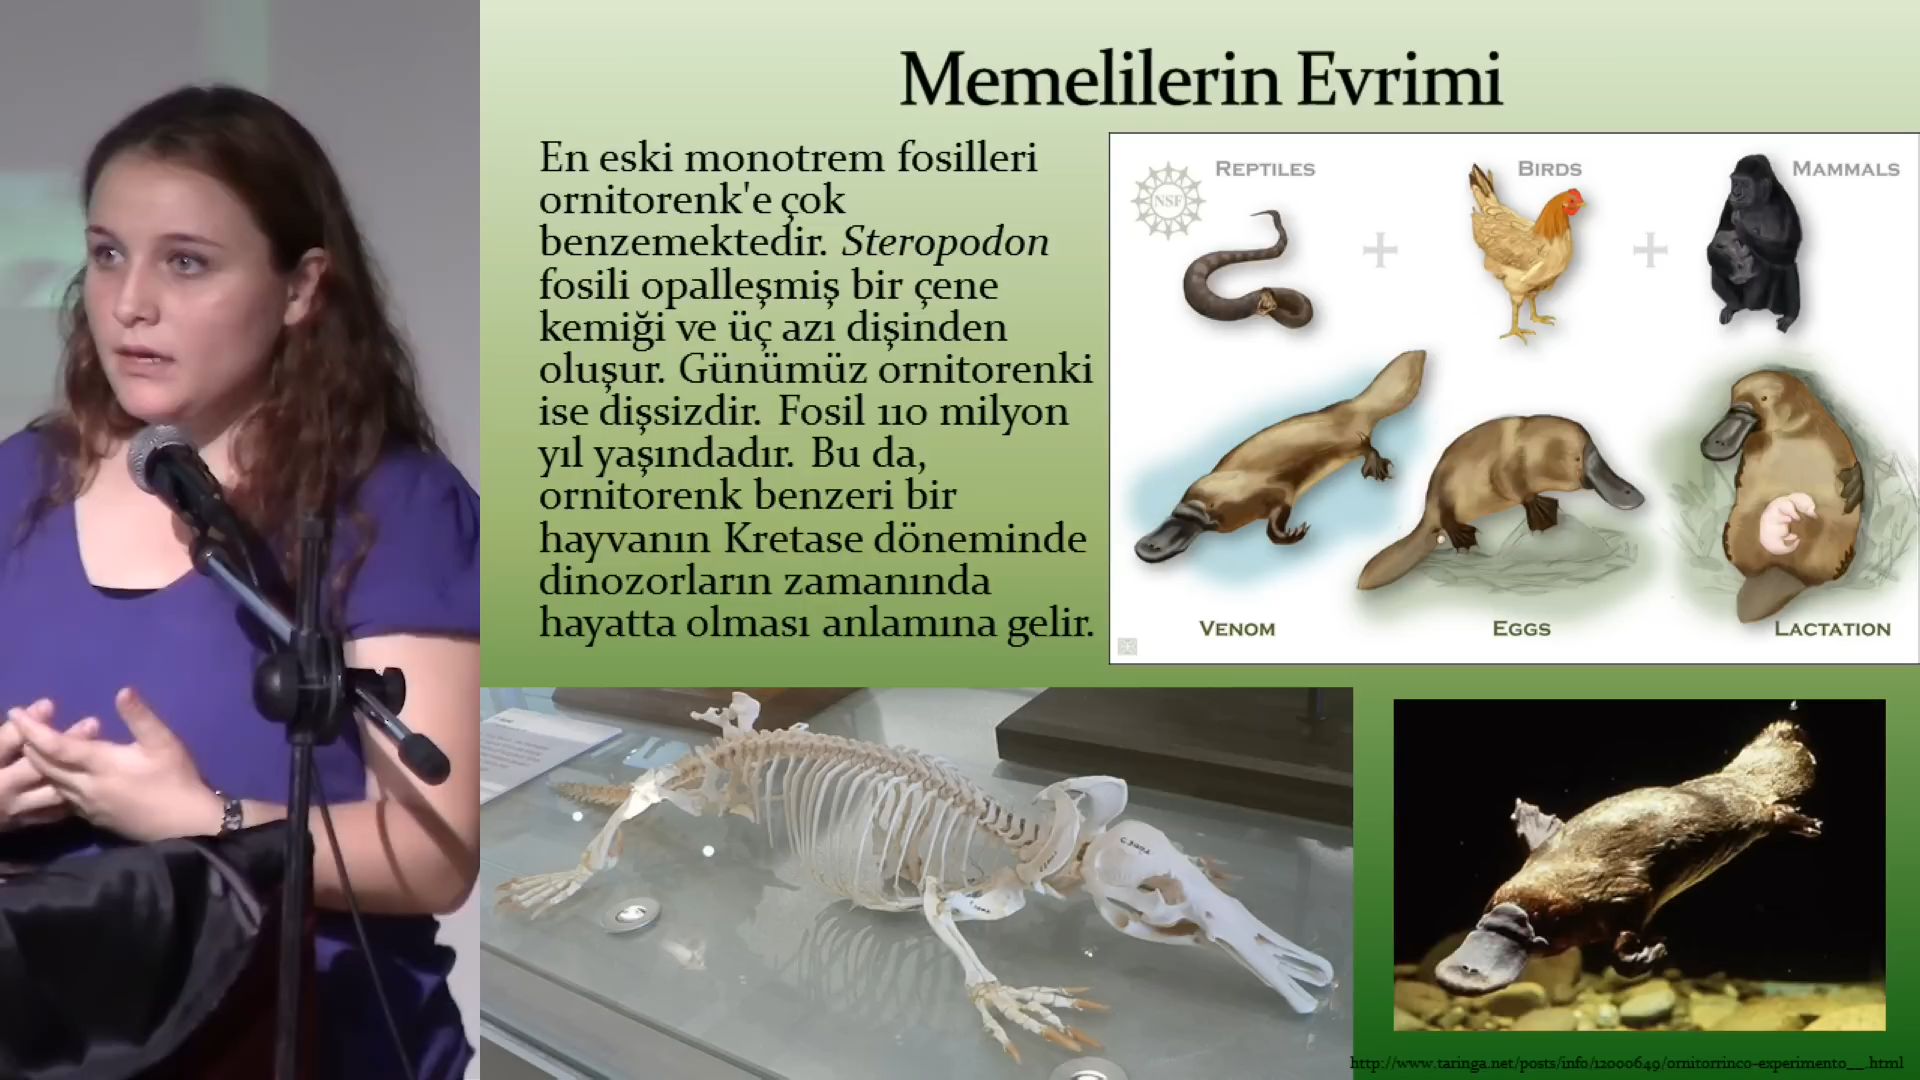 Memelilerin Evrimi
En eski monotrem fosilleri
ornitorenk'e çok
benzemektedir. Steropodon
fosili opalleşmiş bir çene
kemiği ve üç azı dişinden
oluşur. Günümüz ornitorenki
ise dişsizdir. Fosil 110 milyon
yıl yaşındadır. Bu da,
ornitorenk benzeri bir
hayvanın Kretase döneminde
dinozorların zamanında
hayatta olması anlamına gelir.
NSF
REPTILES
BIRDS
MAMMALS
+
+
VENOM
EGGS
LACTATION
http://www.taringa.net/posts/info/12000649/ornitorrinco-experimento__.html